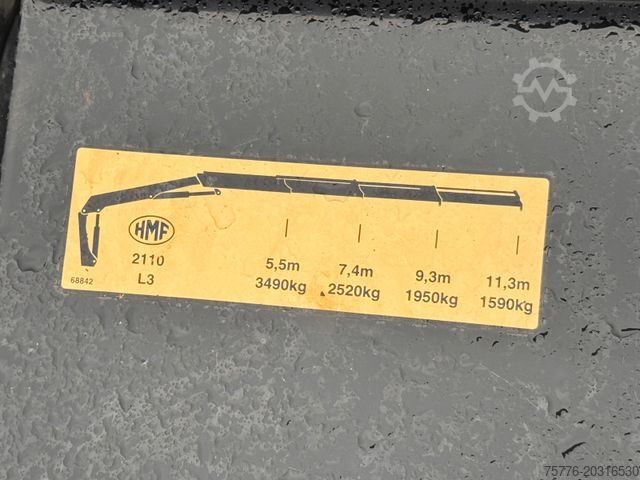 HMF
2110
L3
68842
5,5m 7,4m 9,3m 11,3m
3490kg 2520kg 1950kg 1590kg
75776-20316530